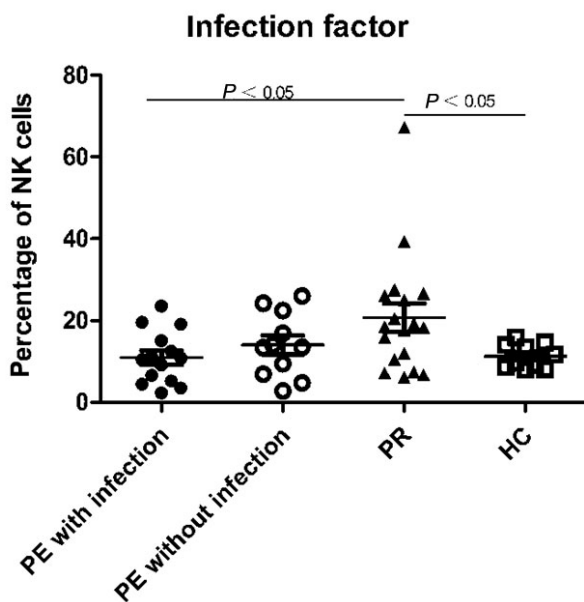 Infection factor
Percentage of NK cells
80
60
40
20
0
P < 0.05
P < 0.05
PE with infection
PE without infection
PR
HC